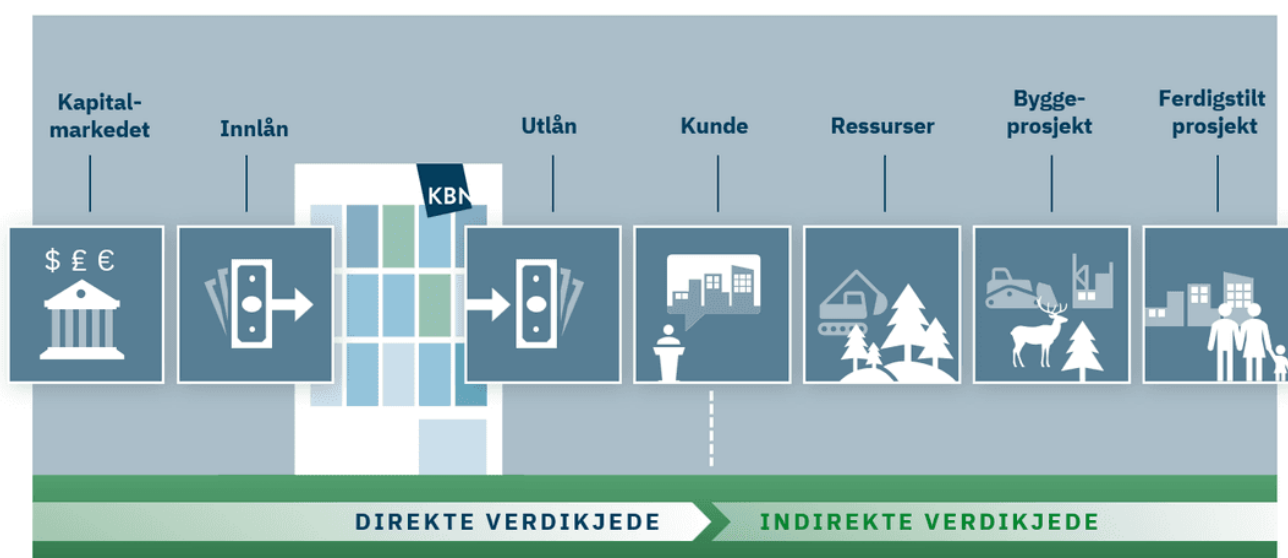 Kapital-
markedet
Innlån
Utlån
Kunde
Ressurser
Bygge-
prosjekt
Ferdigstilt
prosjekt
KBN
$ £ €
DIREKTE VERDIKJEDE
INDIREKTE VERDIKJEDE